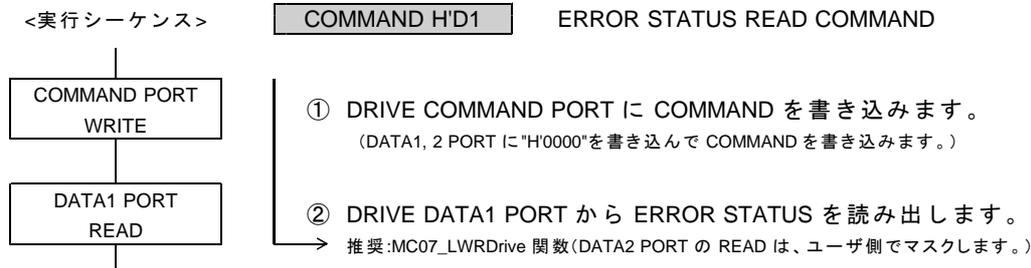 <実行シーケンス>
COMMAND H'D1 ERROR STATUS READ COMMAND
COMMAND PORT
WRITE
① DRIVE COMMAND PORT に COMMAND を書き込みます。
(DATA1, 2 PORT に"H'0000"を書き込んで COMMAND を書き込みます。)
DATA1 PORT
READ
② DRIVE DATA1 PORT から ERROR STATUS を読み出します。
推奨:MC07_LWRDrive 関数(DATA2 PORT の READ は、ユーザ側でマスクします。)